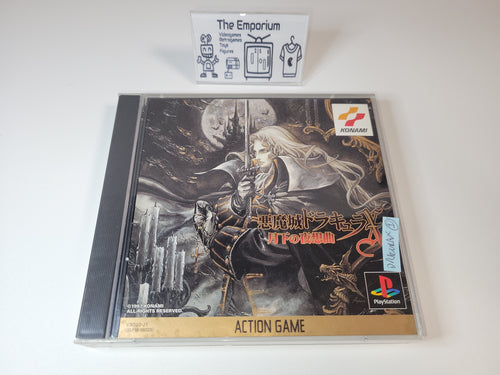 The Emporium
Videogames
Retrogames
Toys
Figures
KONAMI
悪魔城ドラキュラX
月下の夜想曲
DRACULA X
©1997 KONAMI
ALL RIGHTS RESERVED.
PlayStation
ACTION GAME